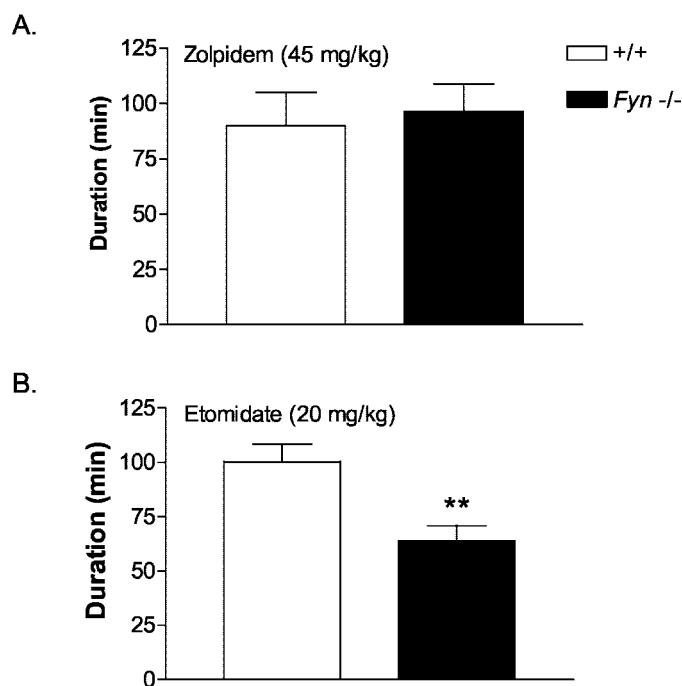 A.
Zolpidem (45 mg/kg)
+/+
Fyn -/-
Duration (min)
125
100
75
50
25
0
B.
Etomidate (20 mg/kg)
**
Duration (min)
125
100
75
50
25
0